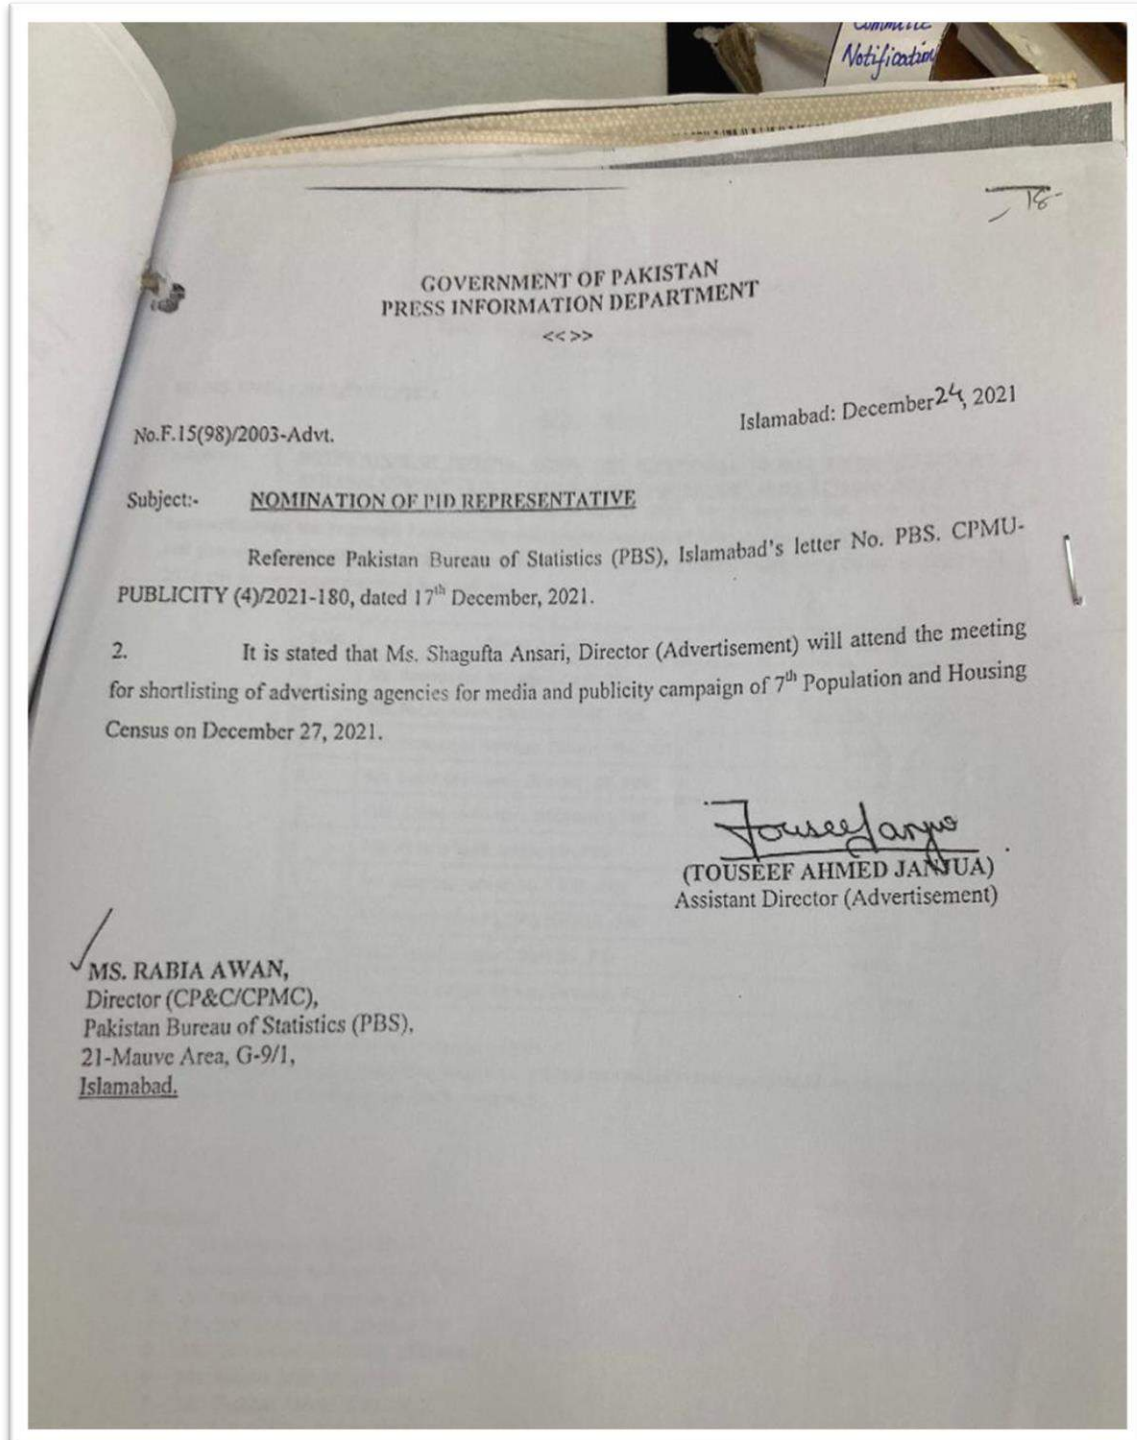 Committe
Notification
18-
GOVERNMENT OF PAKISTAN
PRESS INFORMATION DEPARTMENT
<< >>
Islamabad: December 24, 2021
No.F.15(98)/2003-Advt.
Subject:- NOMINATION OF PID REPRESENTATIVE
Reference Pakistan Bureau of Statistics (PBS), Islamabad's letter No. PBS. CPMU-
PUBLICITY (4)/2021-180, dated 17th December, 2021.
2. It is stated that Ms. Shagufta Ansari, Director (Advertisement) will attend the meeting
for shortlisting of advertising agencies for media and publicity campaign of 7th Population and Housing
Census on December 27, 2021.
(TOUSEEF AHMED JANJUA)
Assistant Director (Advertisement)
MS. RABIA AWAN,
Director (CP&C/CPMC),
Pakistan Bureau of Statistics (PBS),
21-Mauve Area, G-9/1,
Islamabad.